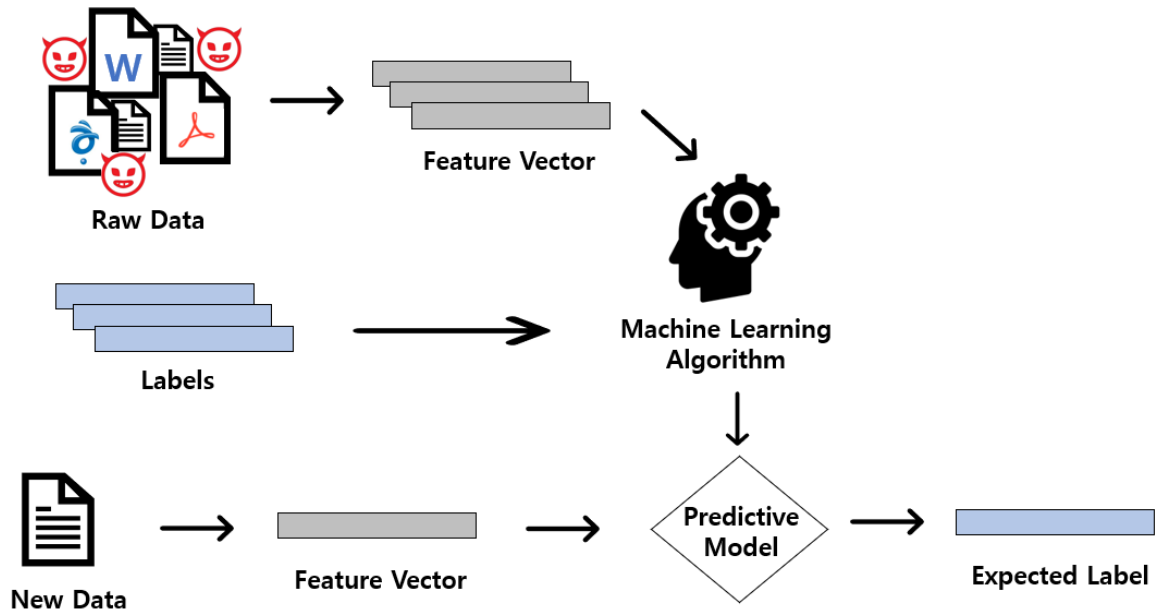 W
Raw Data
Feature Vector
Machine Learning
Algorithm
Labels
New Data
Feature Vector
Predictive
Model
Expected Label